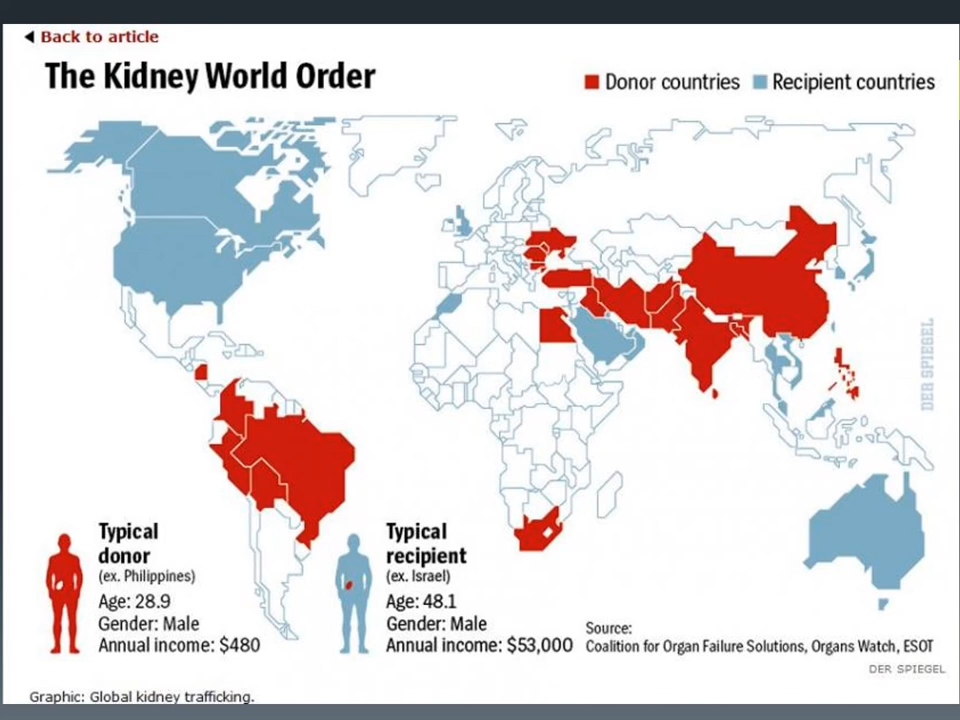 Back to article
The Kidney World Order
Donor countries
Recipient countries
DER SPIEGEL
Typical
donor
(ex. Philippines)
Age: 28.9
Gender: Male
Annual income: $480
Typical
recipient
(ex. Israel)
Age: 48.1
Gender: Male
Annual income: $53,000
Source:
Coalition for Organ Failure Solutions, Organs Watch, ESOT
DER SPIEGEL
Graphic: Global kidney trafficking.